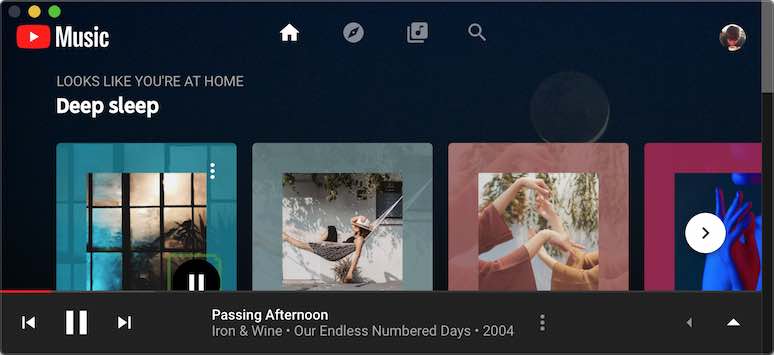 Music
LOOKS LIKE YOU'RE AT HOME
Deep sleep
Passing Afternoon
Iron & Wine • Our Endless Numbered Days • 2004